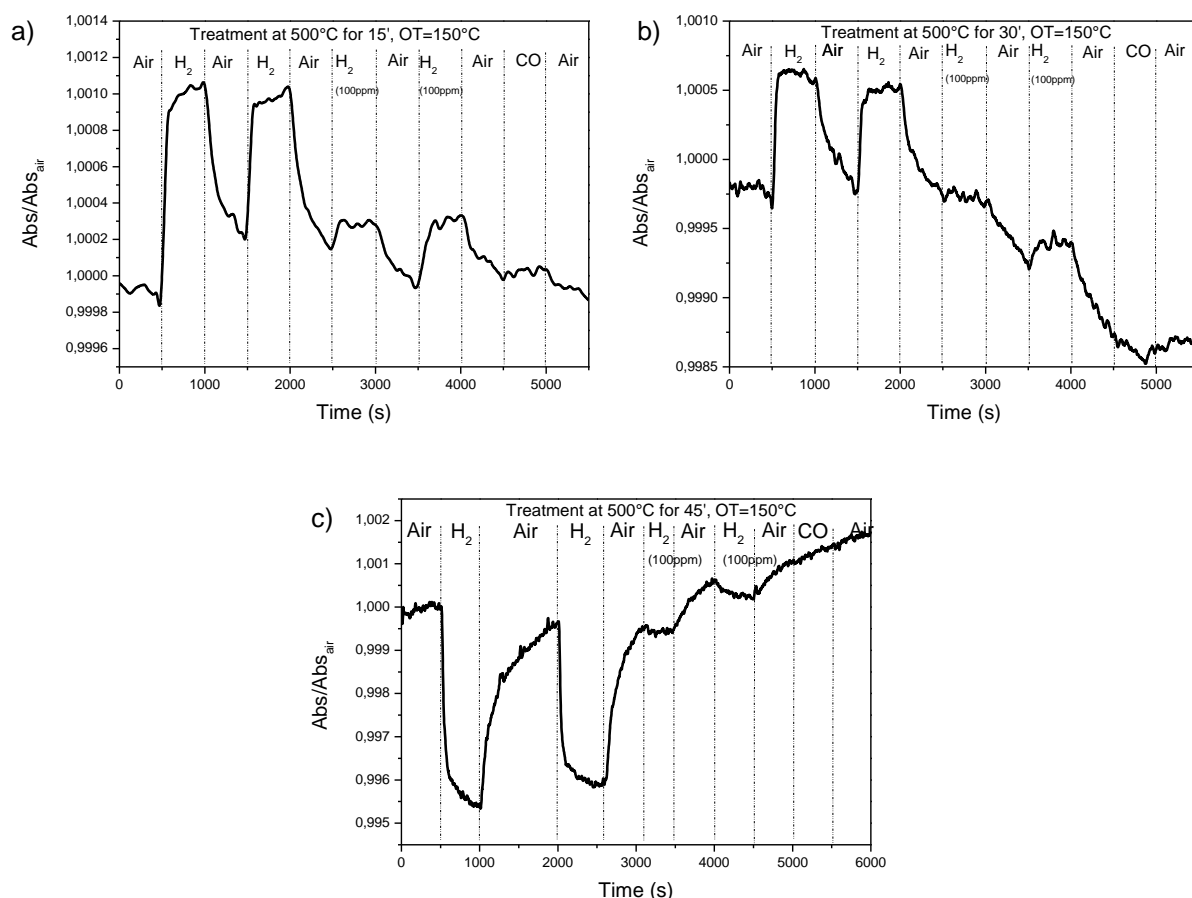 a)
Treatment at 500°C for 15', OT=150°C
Air H2 Air H2 Air H2 Air H2 Air CO Air
(100ppm) (100ppm)
1,0014
1,0012
1,0010
1,0008
1,0006
1,0004
1,0002
1,0000
0,9998
0,9996
Abs/Absair
0 1000 2000 3000 4000 5000
Time (s)
b)
Treatment at 500°C for 30', OT=150°C
Air H2 Air H2 Air H2 Air H2 Air CO Air
(100ppm) (100ppm)
1,0010
1,0005
1,0000
0,9995
0,9990
0,9985
Abs/Absair
0 1000 2000 3000 4000 5000
Time (s)
c)
Treatment at 500°C for 45', OT=150°C
Air H2 Air H2 Air H2 Air H2 Air CO Air
(100ppm) (100ppm)
1,002
1,001
1,000
0,999
0,998
0,997
0,996
0,995
Abs/Absair
0 1000 2000 3000 4000 5000 6000
Time (s)